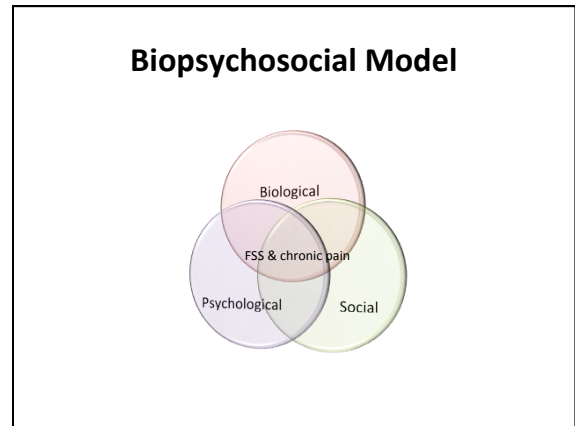 Biopsychosocial Model
Biological
FSS & chronic pain
Psychological
Social